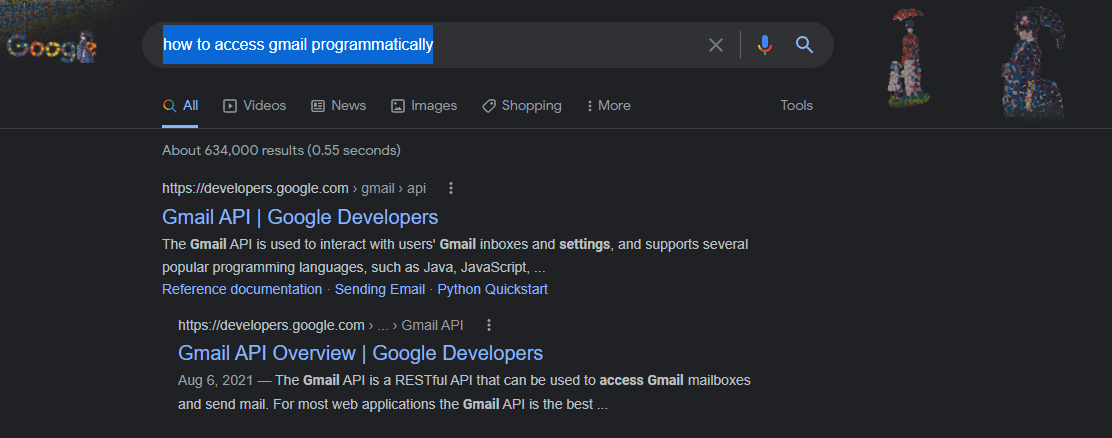 Google
how to access gmail programmatically
All Videos News Images Shopping More Tools
About 634,000 results (0.55 seconds)
https://developers.google.com › gmail › api
Gmail API | Google Developers
The Gmail API is used to interact with users' Gmail inboxes and settings, and supports several
popular programming languages, such as Java, JavaScript, ...
Reference documentation · Sending Email · Python Quickstart
https://developers.google.com › ... › Gmail API
Gmail API Overview | Google Developers
Aug 6, 2021 — The Gmail API is a RESTful API that can be used to access Gmail mailboxes
and send mail. For most web applications the Gmail API is the best ...